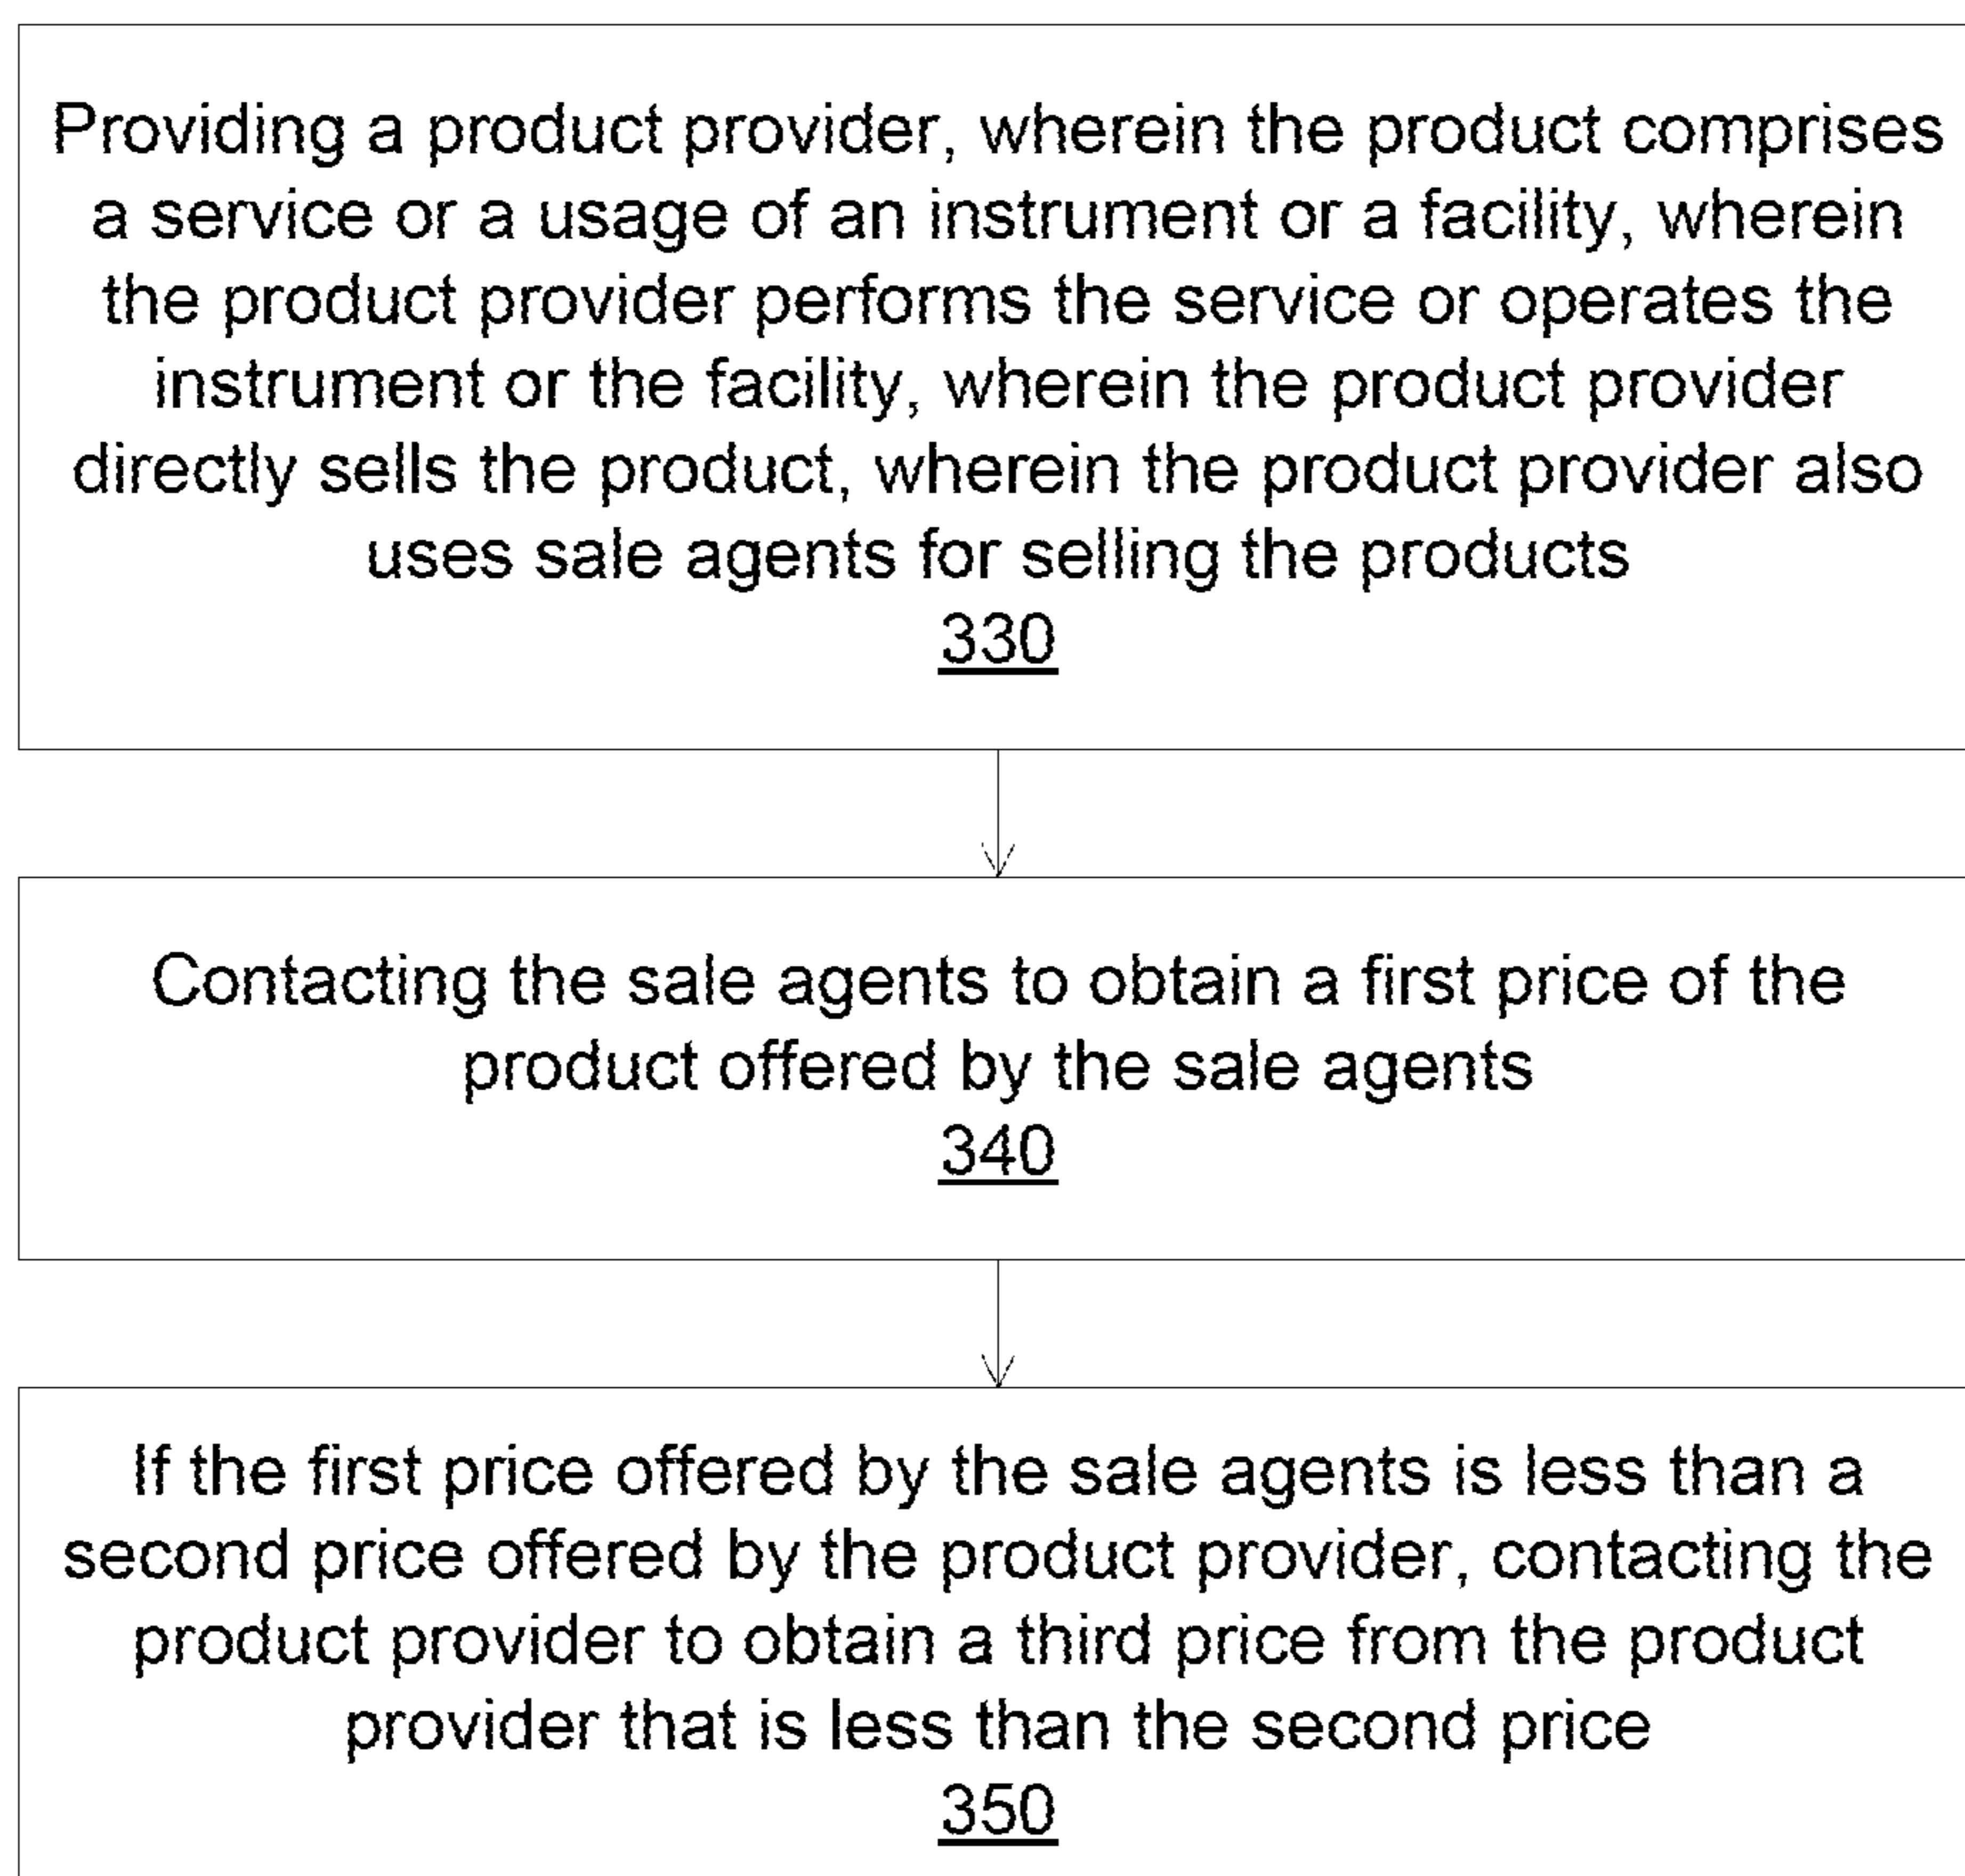 Providing a product provider, wherein the product comprises
a service or a usage of an instrument or a facility, wherein
the product provider performs the service or operates the
instrument or the facility, wherein the product provider
directly sells the product, wherein the product provider also
uses sale agents for selling the products
330
Contacting the sale agents to obtain a first price of the
product offered by the sale agents
340
If the first price offered by the sale agents is less than a
second price offered by the product provider, contacting the
product provider to obtain a third price from the product
provider that is less than the second price
350